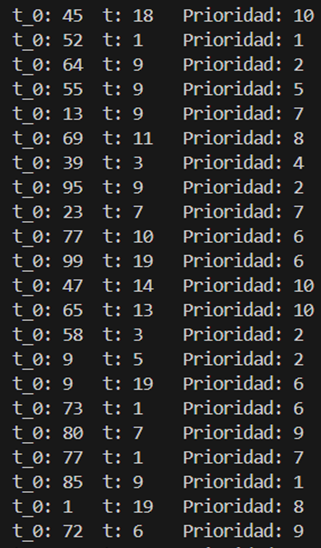 t_0: 45 t: 18 Prioridad: 10
t_0: 52 t: 1 Prioridad: 1
t_0: 64 t: 9 Prioridad: 2
t_0: 55 t: 9 Prioridad: 5
t_0: 13 t: 9 Prioridad: 7
t_0: 69 t: 11 Prioridad: 8
t_0: 39 t: 3 Prioridad: 4
t_0: 95 t: 9 Prioridad: 2
t_0: 23 t: 7 Prioridad: 7
t_0: 77 t: 10 Prioridad: 6
t_0: 99 t: 19 Prioridad: 6
t_0: 47 t: 14 Prioridad: 10
t_0: 65 t: 13 Prioridad: 10
t_0: 58 t: 3 Prioridad: 2
t_0: 9 t: 5 Prioridad: 2
t_0: 9 t: 19 Prioridad: 6
t_0: 73 t: 1 Prioridad: 6
t_0: 80 t: 7 Prioridad: 9
t_0: 77 t: 1 Prioridad: 7
t_0: 85 t: 9 Prioridad: 1
t_0: 1 t: 19 Prioridad: 8
t_0: 72 t: 6 Prioridad: 9